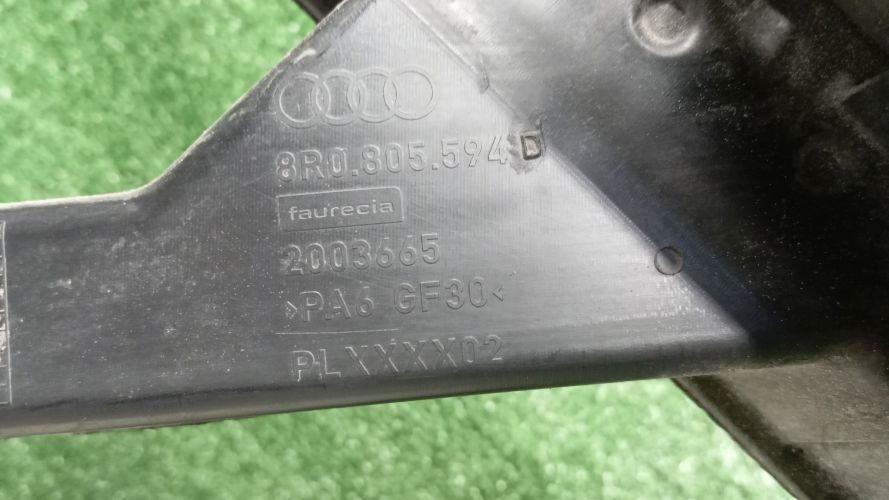 8R0.805.594 D
faurecia
2003665
>PA6 GF30<
PLXXXX02